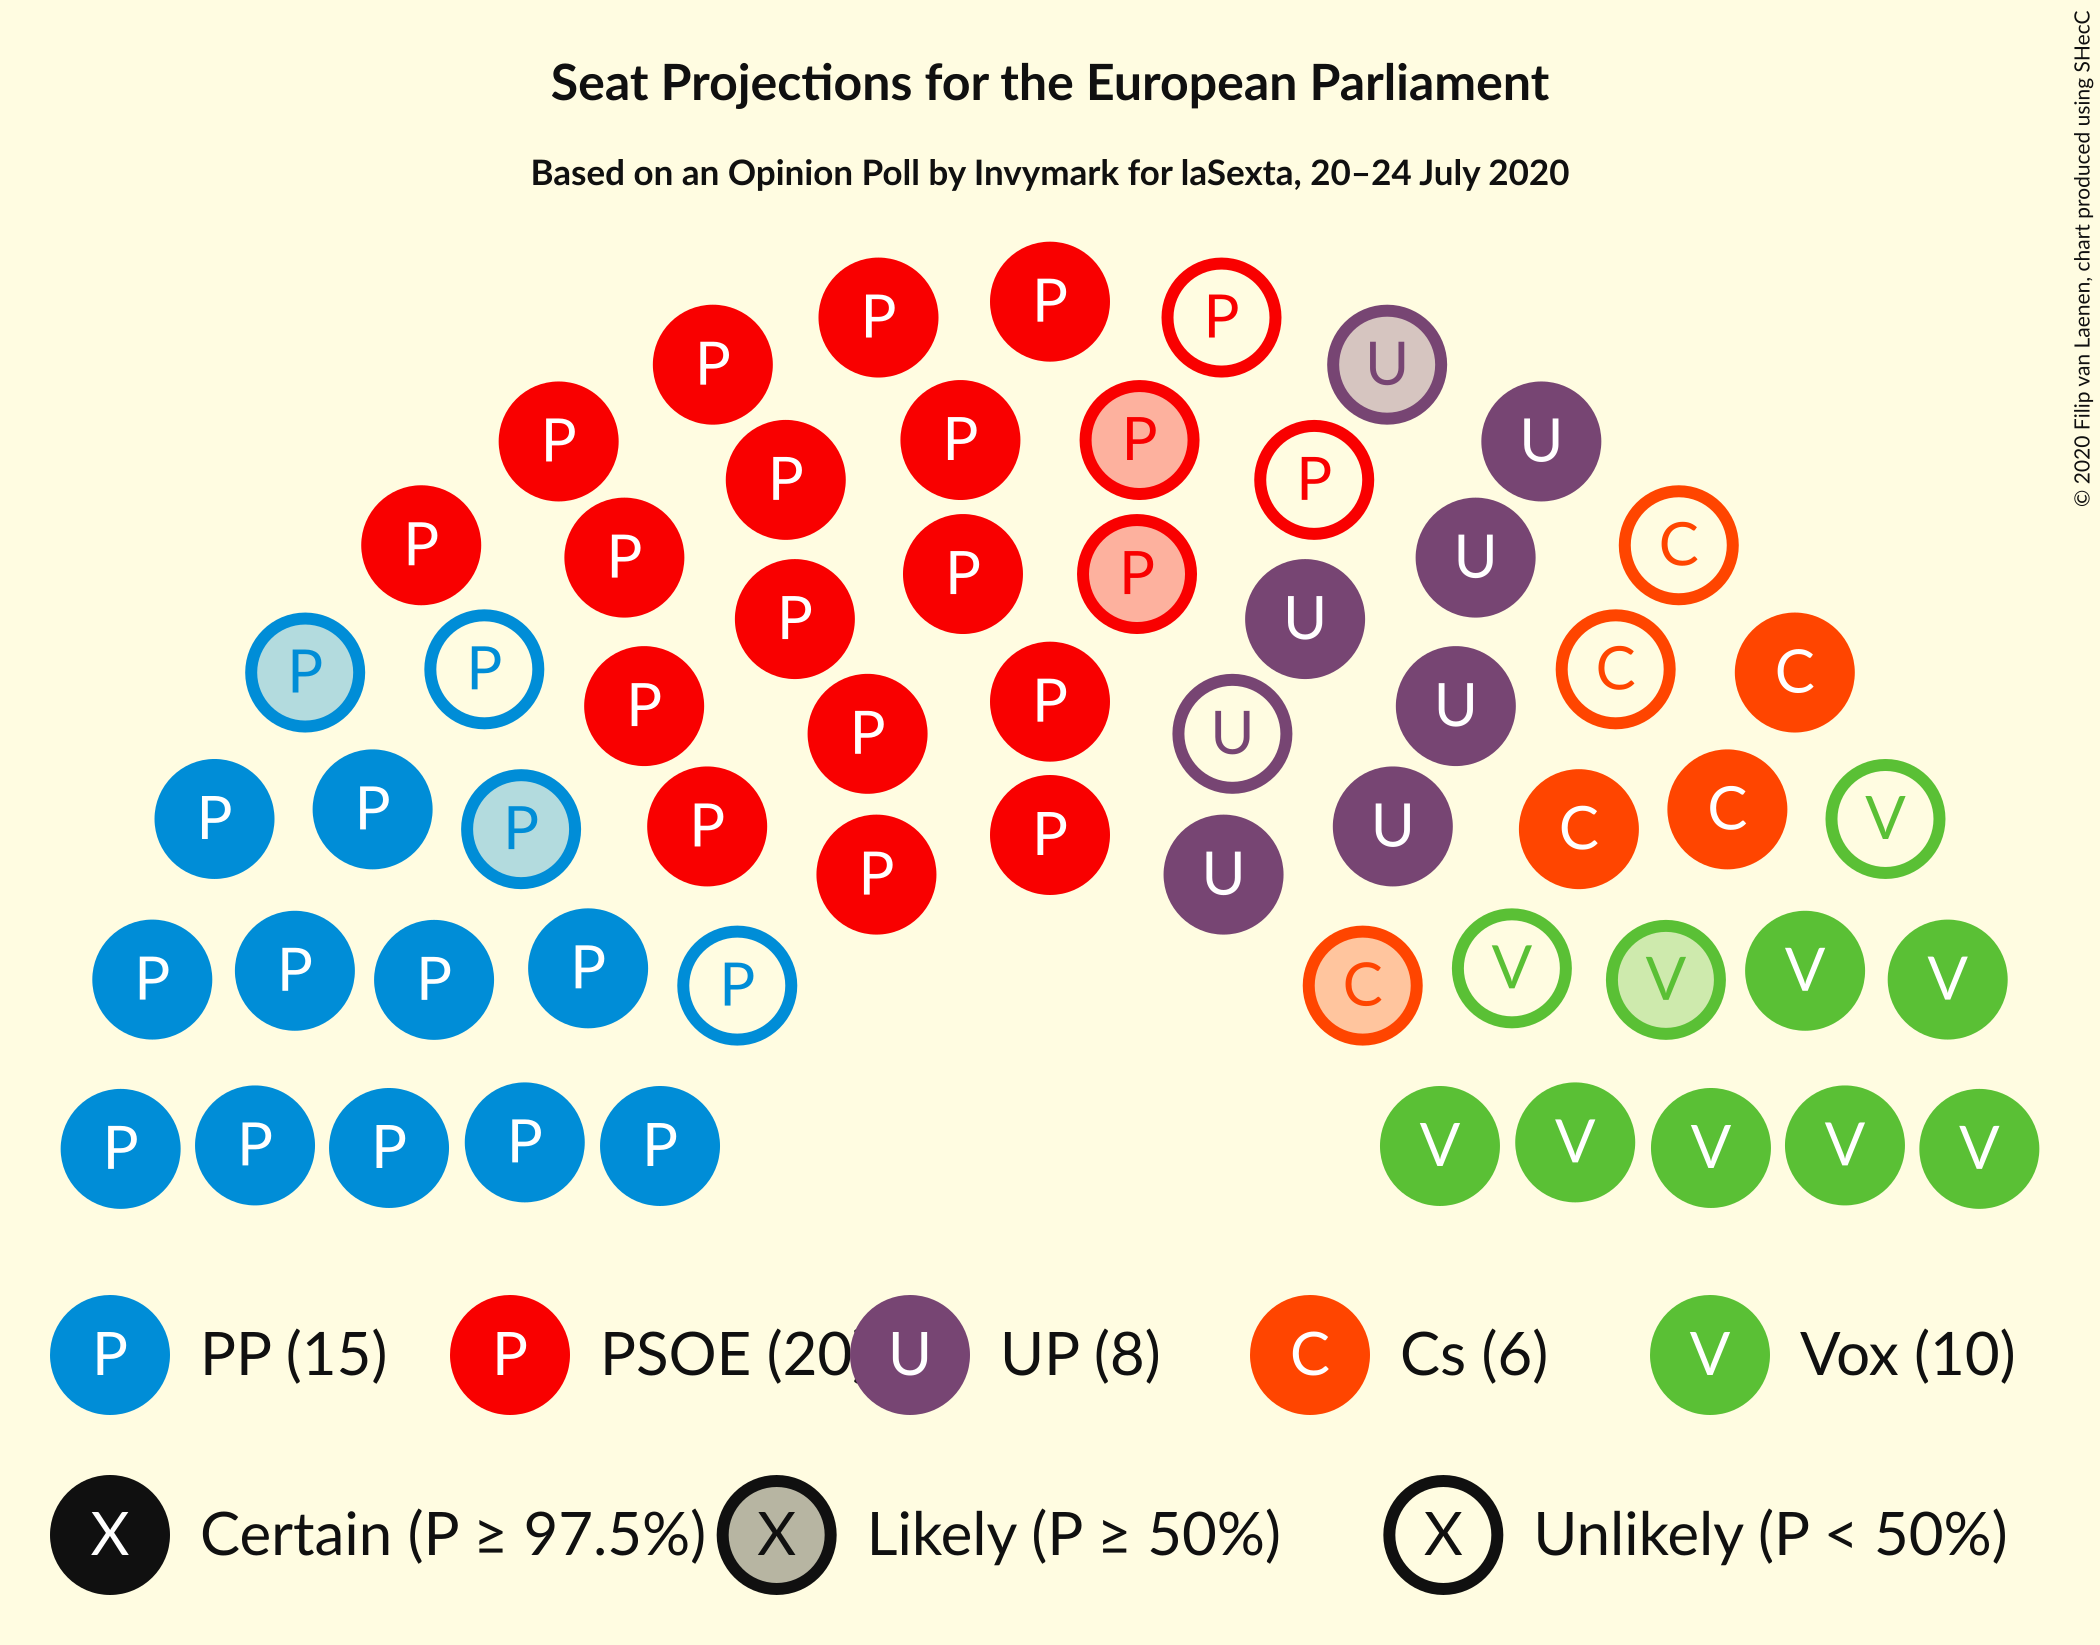 Seat Projections for the European Parliament
Based on an Opinion Poll by Invymark for laSexta, 20–24 July 2020
© 2020 Filip van Laenen, chart produced using SHecC
P P P P U
P P P P U
P P P U C
P P P P U C
P P P U C C
P P P U U
P P P P P U C C V
P P U
P P P P P C V V V V
P P P P P V V V V V
P PP (15) P PSOE (20) U UP (8) C Cs (6) V Vox (10)
X Certain (P ≥ 97.5%) X Likely (P ≥ 50%) X Unlikely (P < 50%)